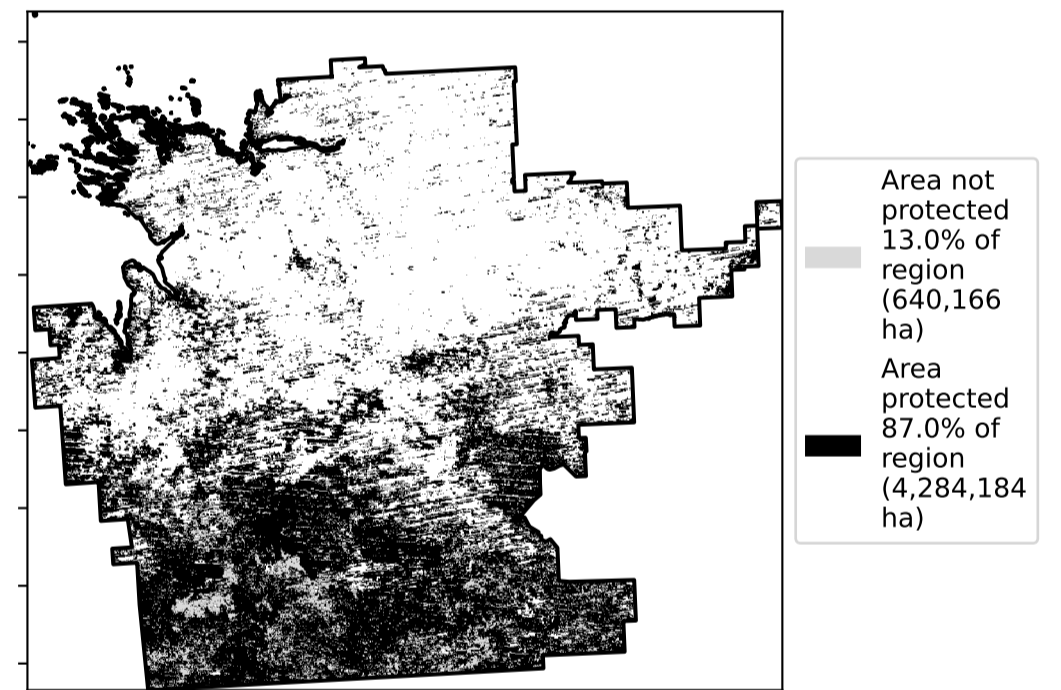 Area not
protected
13.0% of
region
(640,166
ha)
Area
protected
87.0% of
region
(4,284,184
ha)